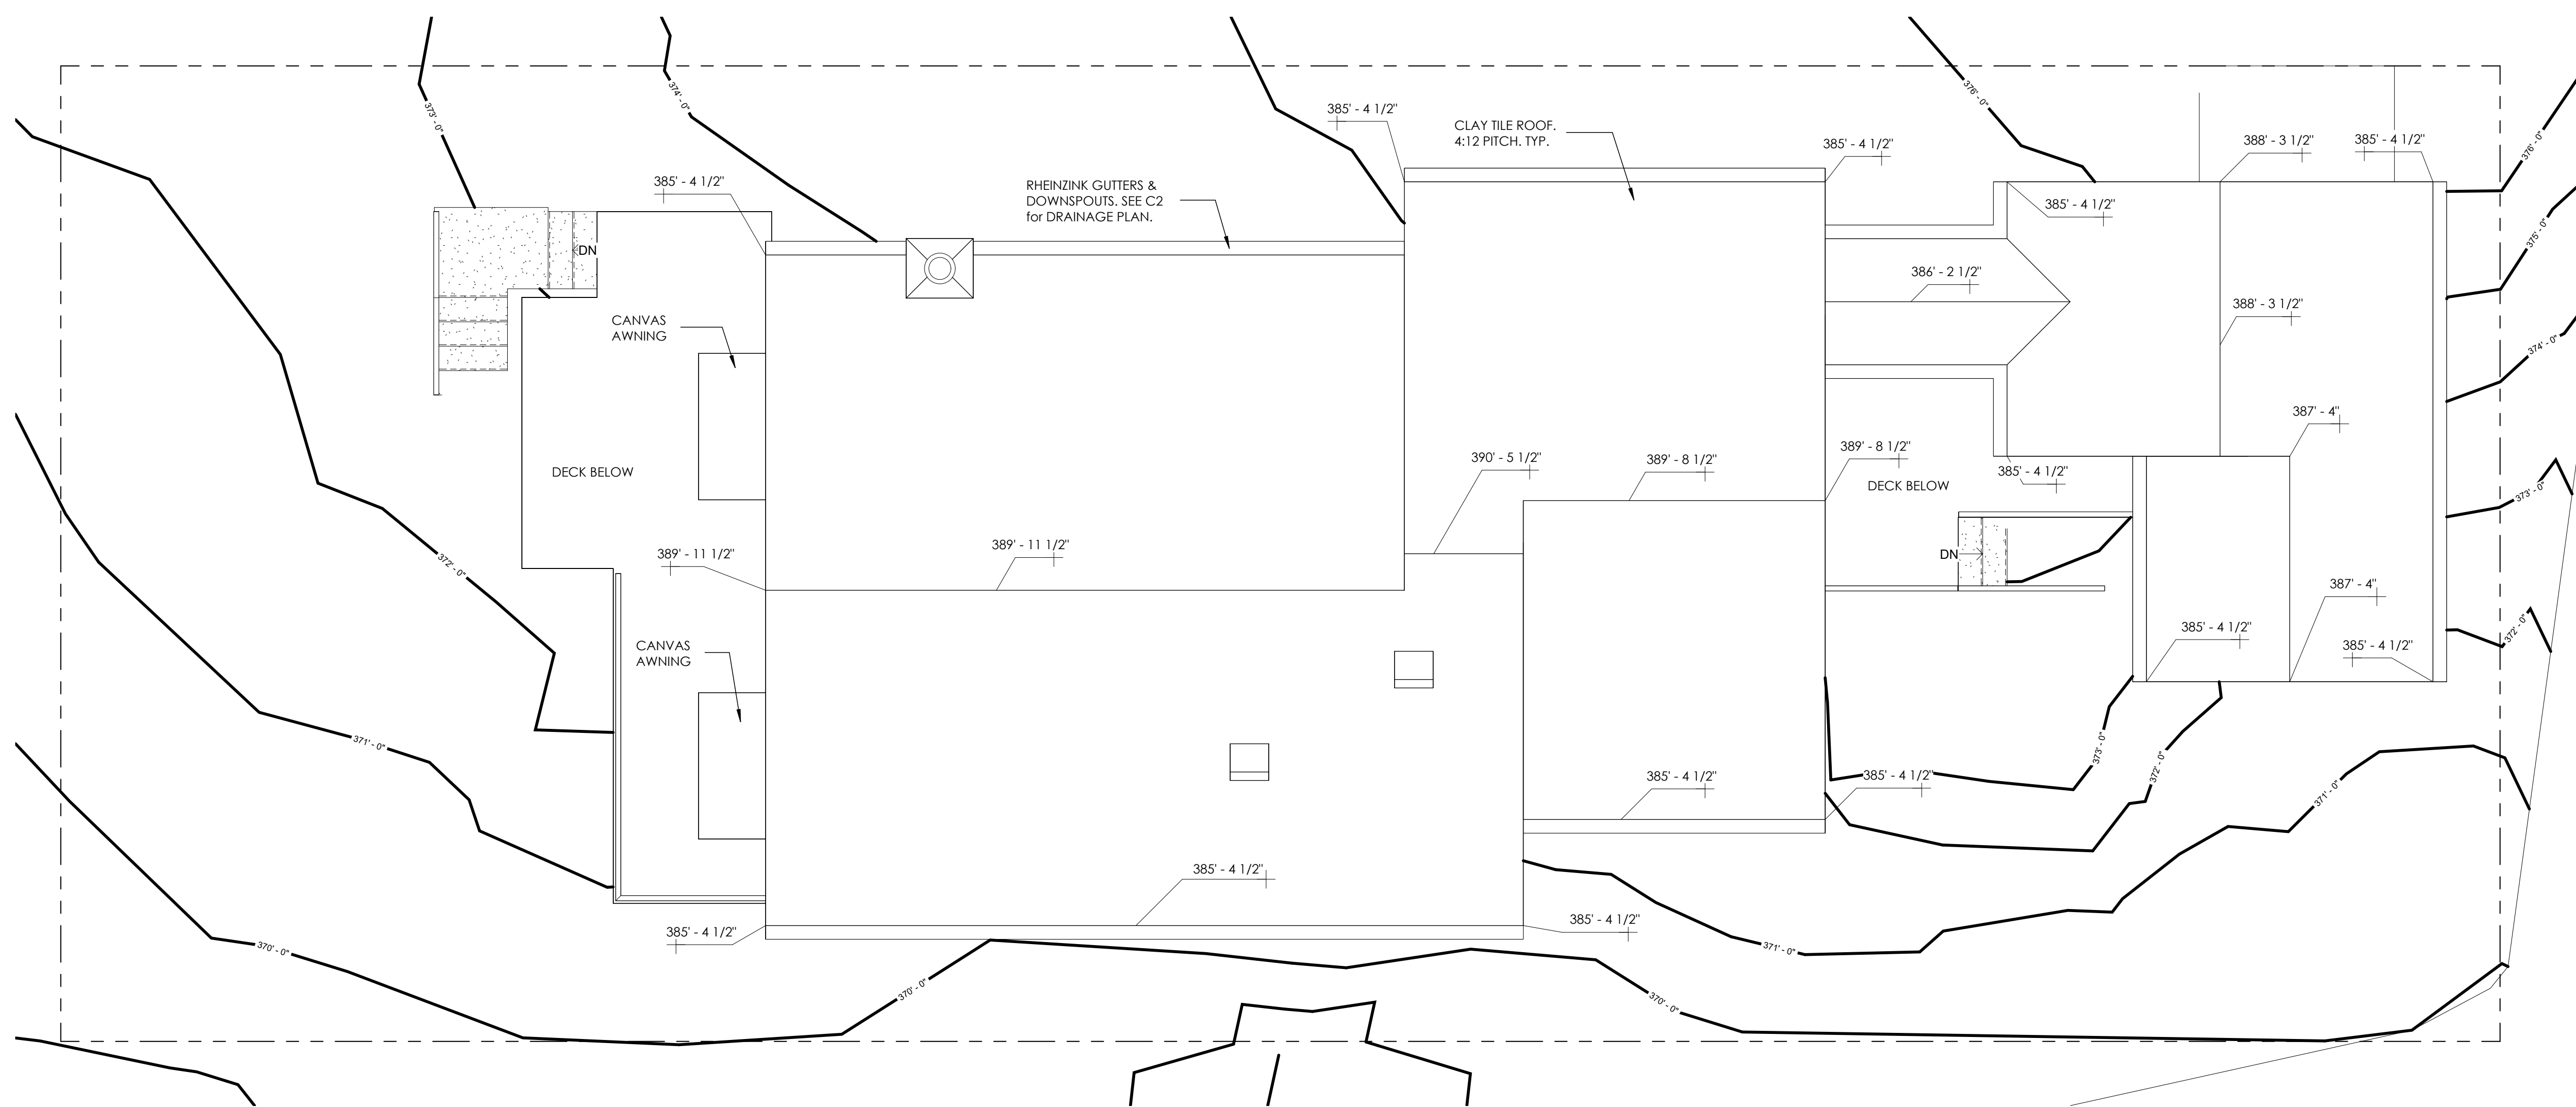 373' - 0"
374' - 0"
376' - 0"
385' - 4 1/2"
CLAY TILE ROOF.
4:12 PITCH. TYP.
385' - 4 1/2"
388' - 3 1/2"
385' - 4 1/2"
376' - 0"
385' - 4 1/2"
RHEINZINK GUTTERS &
DOWNSPOUTS. SEE C2
for DRAINAGE PLAN.
385' - 4 1/2"
375' - 0"
DN
386' - 2 1/2"
388' - 3 1/2"
CANVAS
AWNING
374' - 0"
387' - 4"
390' - 5 1/2"
389' - 8 1/2"
389' - 8 1/2"
DECK BELOW
385' - 4 1/2"
DECK BELOW
373' - 0"
389' - 11 1/2"
389' - 11 1/2"
DN
372' - 0"
387' - 4"
385' - 4 1/2"
372' - 0"
CANVAS
AWNING
385' - 4 1/2"
371' - 0"
373' - 0"
372' - 0"
385' - 4 1/2"
385' - 4 1/2"
371' - 0"
385' - 4 1/2"
385' - 4 1/2"
385' - 4 1/2"
370' - 0"
371' - 0"
370' - 0"
370' - 0"